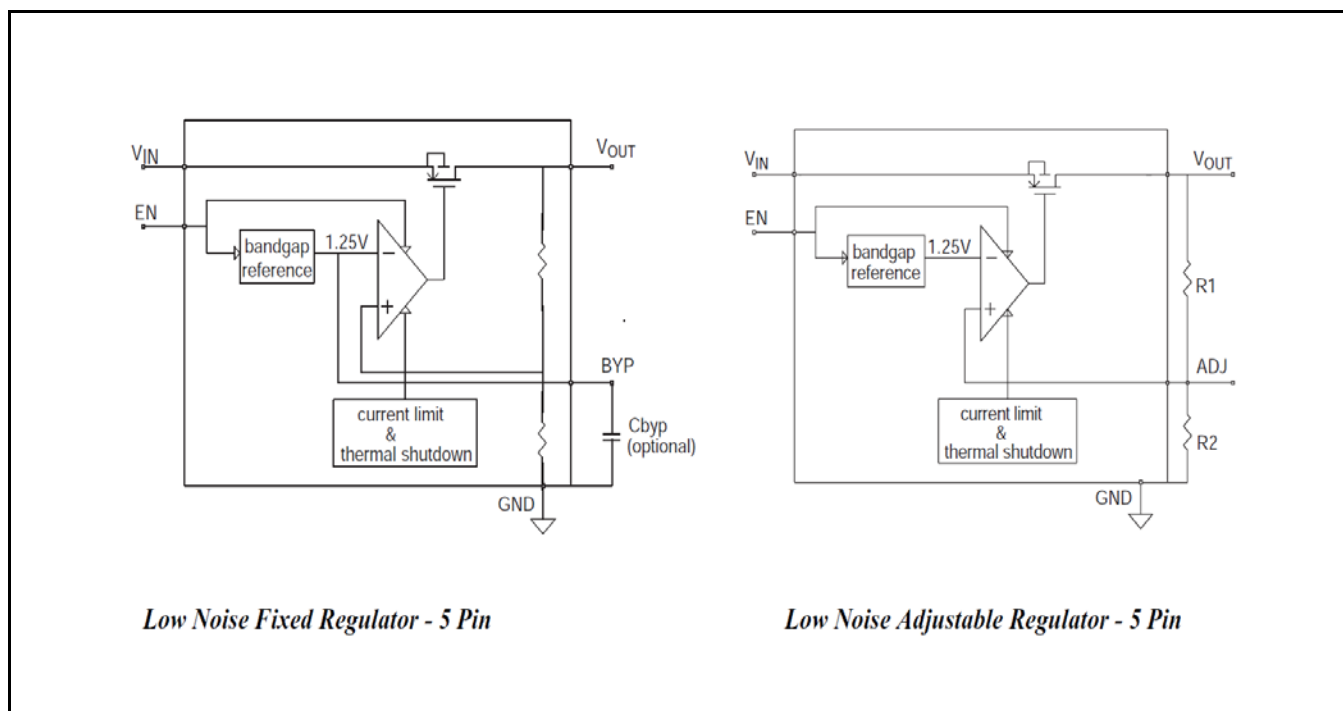 VIN
VOUT
EN
bandgap
reference
1.25V
−
+
BYP
current limit
&
thermal shutdown
Cbyp
(optional)
GND
Low Noise Fixed Regulator - 5 Pin
VIN
VOUT
EN
bandgap
reference
1.25V
−
+
R1
ADJ
current limit
&
thermal shutdown
R2
GND
Low Noise Adjustable Regulator - 5 Pin